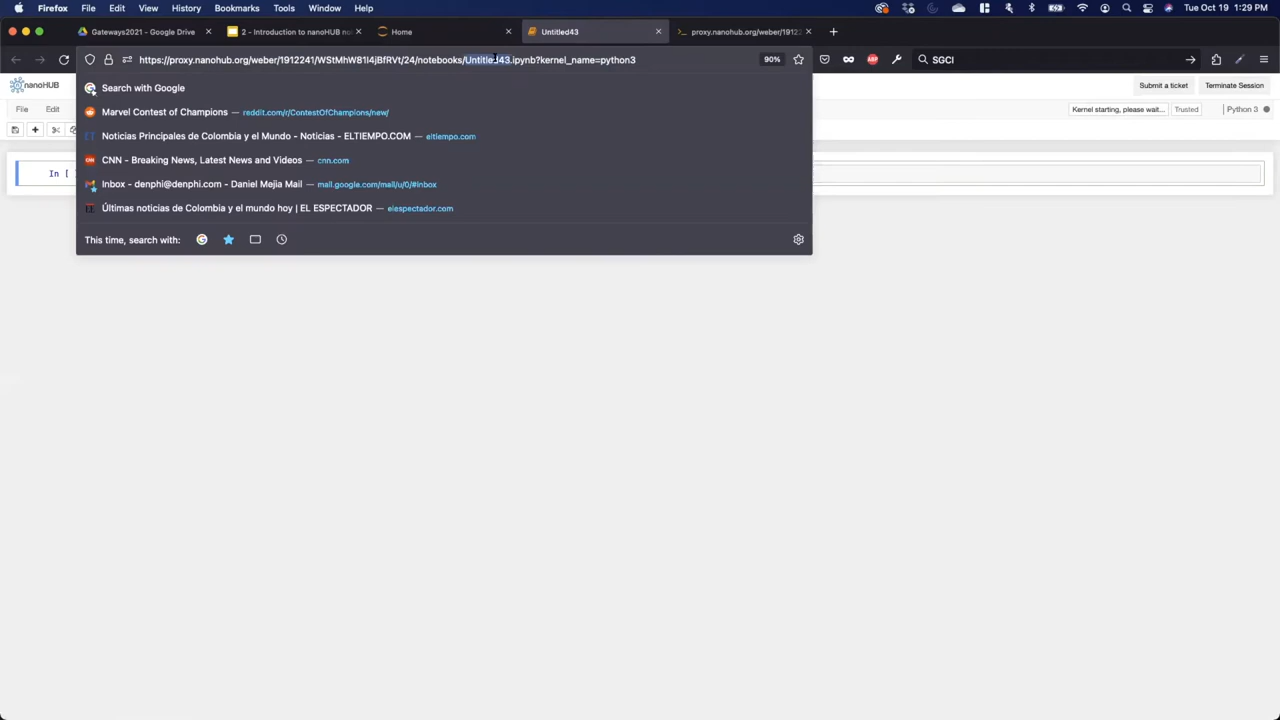 Firefox File Edit View History Bookmarks Tools Window Help Tue Oct 19 1:29 PM
Gateways2021 - Google Drive 2 - Introduction to nanoHUB no Home Untitled43 proxy.nanohub.org/weber/1912
https://proxy.nanohub.org/weber/1912241/WStMhW81l4jBfRVt/24/notebooks/Untitled43.ipynb?kernel_name=python3 90% SGCI
nanoHUB Search with Google Submit a ticket Terminate Session
File Edit Marvel Contest of Champions — reddit.com/r/ContestOfChampions/new/ Kernel starting, please wait... Trusted Python 3
Noticias Principales de Colombia y el Mundo - Noticias - ELTIEMPO.COM — eltiempo.com
CNN - Breaking News, Latest News and Videos — cnn.com
In [
Inbox - denphi@denphi.com - Daniel Mejia Mail — mail.google.com/mail/u/0/#inbox
Últimas noticias de Colombia y el mundo hoy | EL ESPECTADOR — elespectador.com
This time, search with: